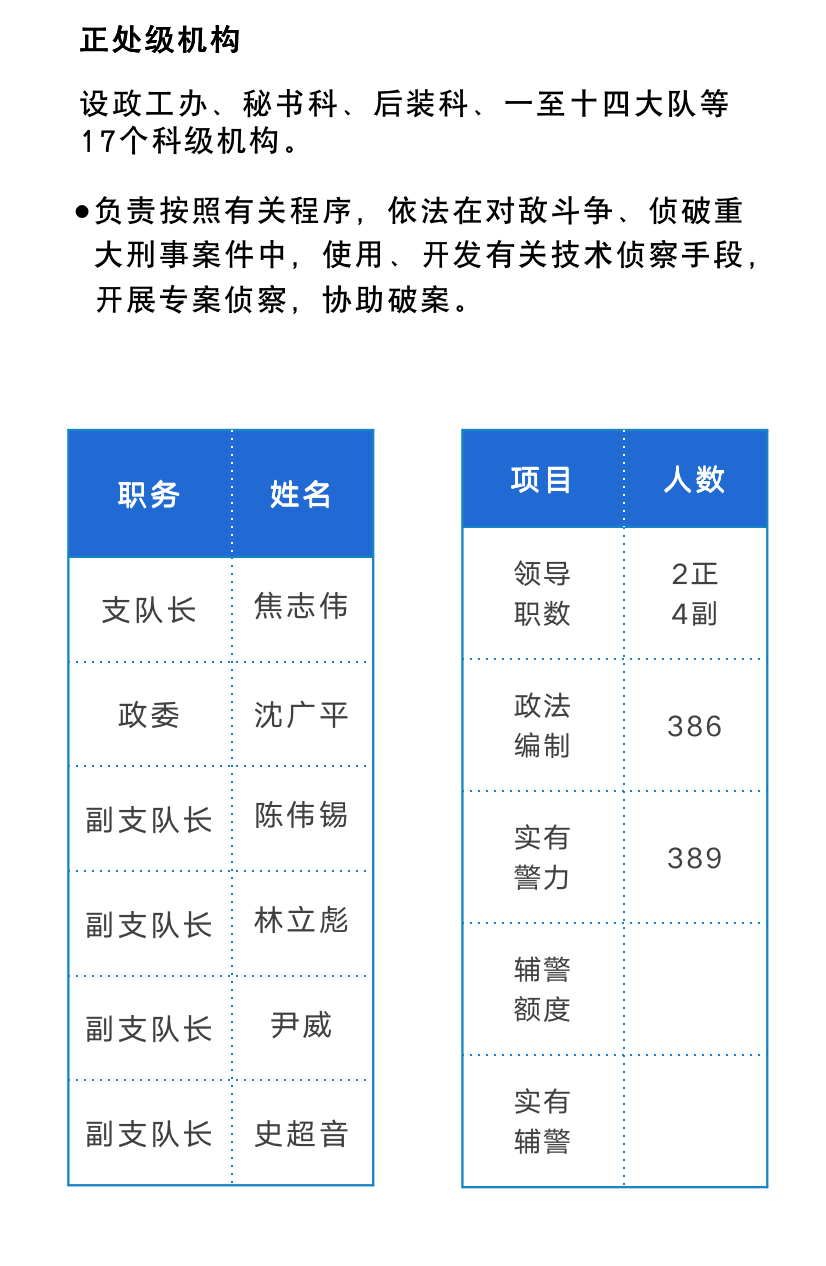 正处级机构
设政工办、秘书科、后装科、一至十四大队等
17个科级机构。
●负责按照有关程序，依法在对敌斗争、侦破重
大刑事案件中，使用、开发有关技术侦察手段，
开展专案侦察，协助破案。
职务 姓名
支队长 焦志伟
政委 沈广平
副支队长 陈伟锡
副支队长 林立彪
副支队长 尹威
副支队长 史超音
项目 人数
领导 2正
职数 4副
政法
编制 386
实有
警力 389
辅警
额度
实有
辅警